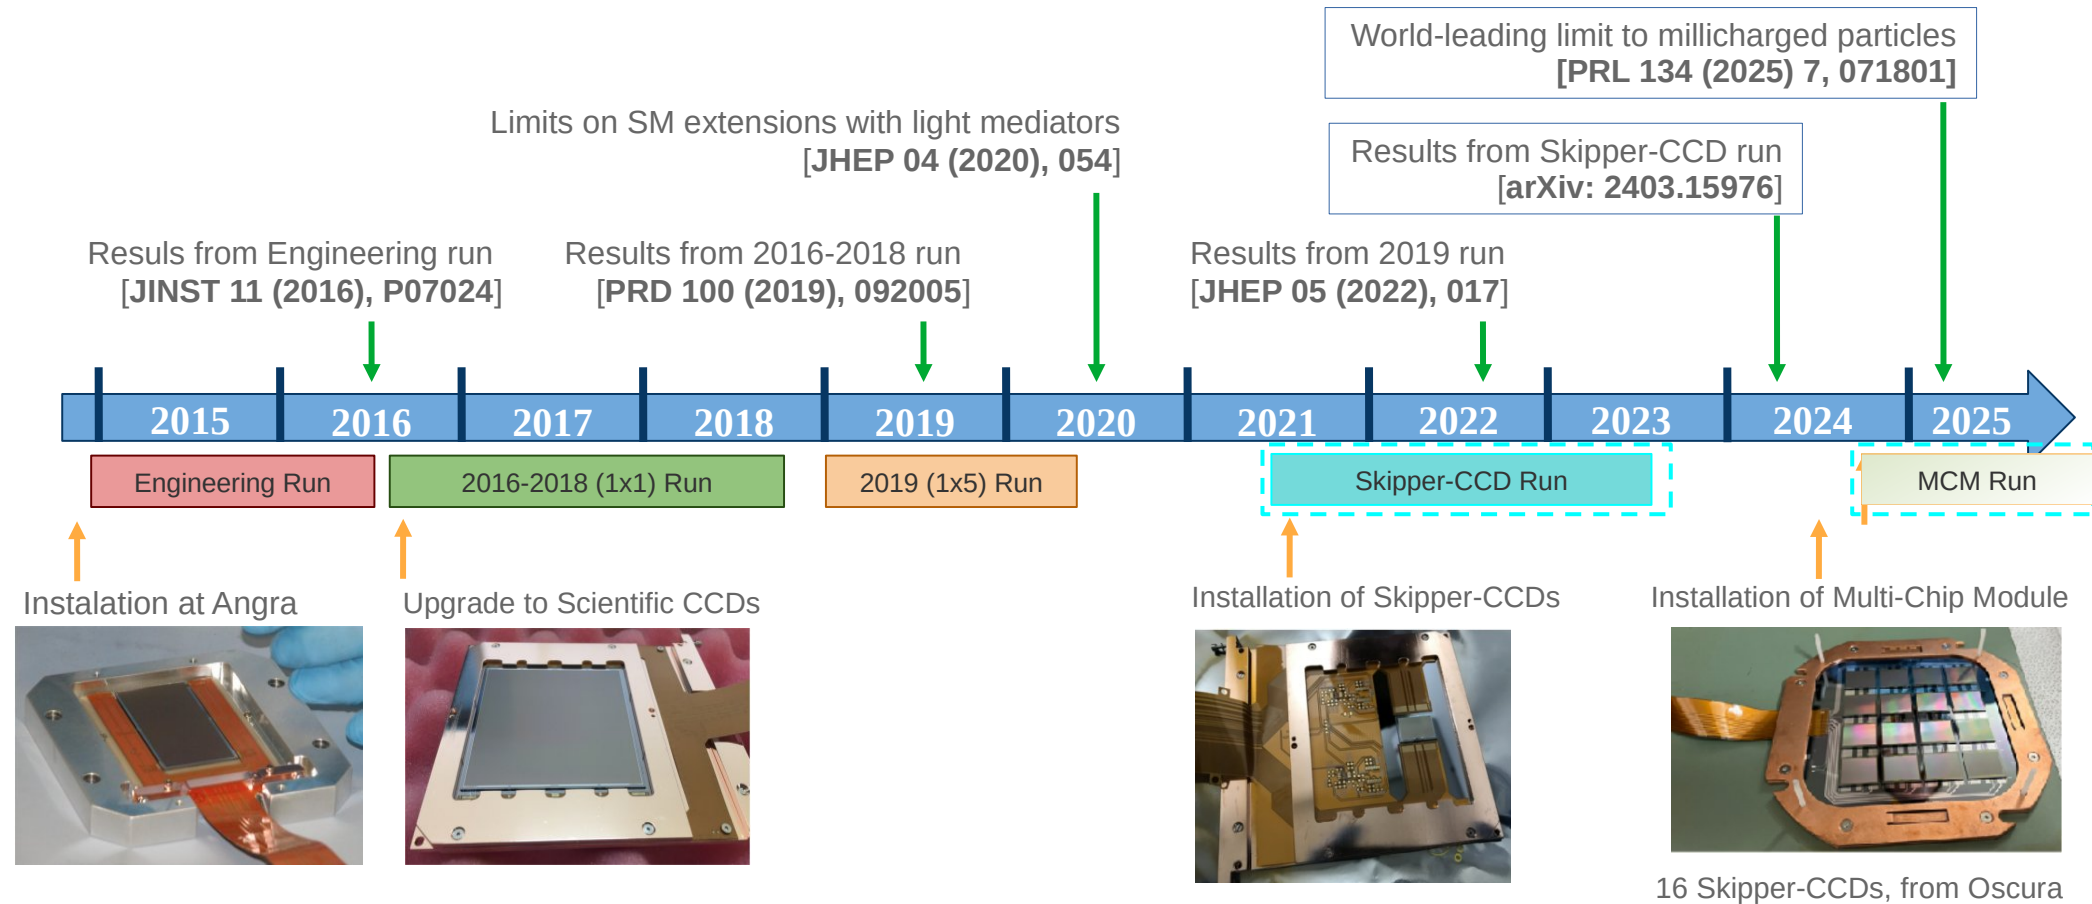 World-leading limit to millicharged particles
[PRL 134 (2025) 7, 071801]
Limits on SM extensions with light mediators
[JHEP 04 (2020), 054]
Results from Skipper-CCD run
[arXiv: 2403.15976]
Resuls from Engineering run
[JINST 11 (2016), P07024]
Results from 2016-2018 run
[PRD 100 (2019), 092005]
Results from 2019 run
[JHEP 05 (2022), 017]
2015 2016 2017 2018 2019 2020 2021 2022 2023 2024 2025
Engineering Run
2016-2018 (1x1) Run
2019 (1x5) Run
Skipper-CCD Run
MCM Run
Instalation at Angra
Upgrade to Scientific CCDs
Installation of Skipper-CCDs
Installation of Multi-Chip Module
16 Skipper-CCDs, from Oscura